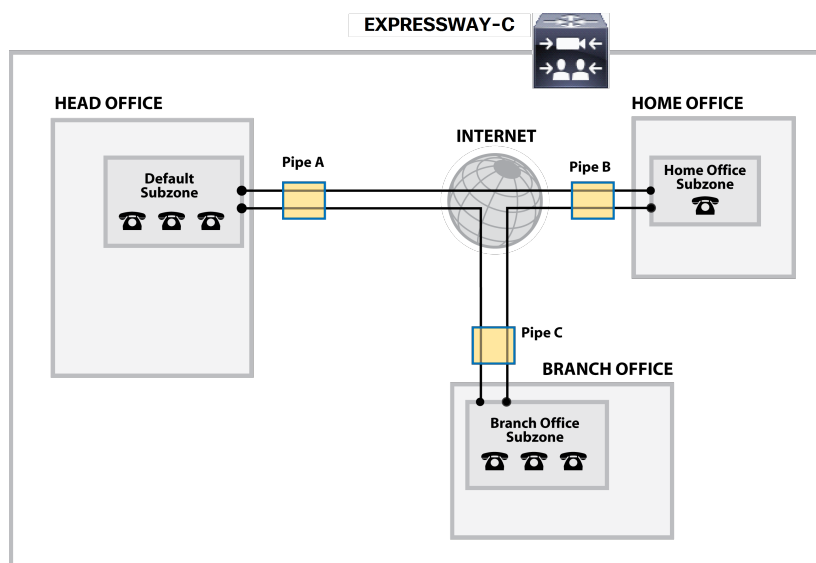 EXPRESSWAY-C
HEAD OFFICE
HOME OFFICE
INTERNET
Pipe A
Pipe B
Default
Subzone
Home Office
Subzone
Pipe C
BRANCH OFFICE
Branch Office
Subzone